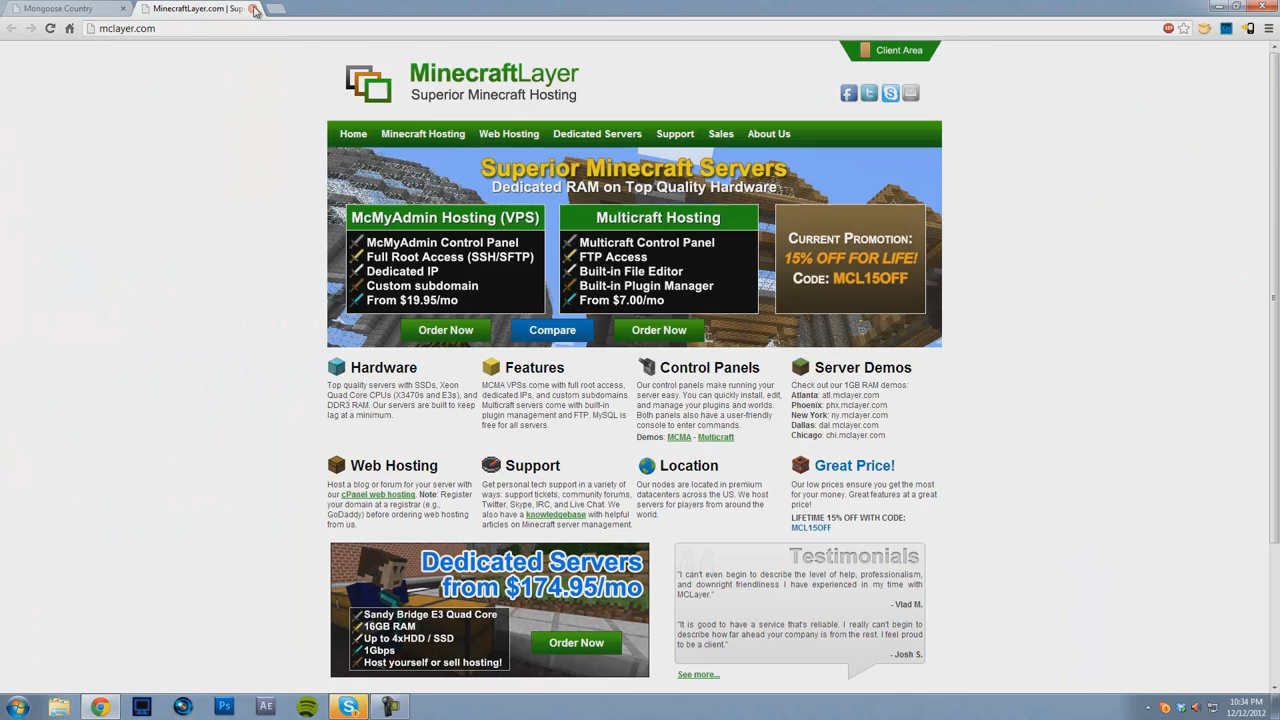 Mongoose Country
MinecraftLayer.com | Sup
mclayer.com
Client Area
MinecraftLayer
Superior Minecraft Hosting
Home Minecraft Hosting Web Hosting Dedicated Servers Support Sales About Us
Superior Minecraft Servers
Dedicated RAM on Top Quality Hardware
McMyAdmin Hosting (VPS)
McMyAdmin Control Panel
Full Root Access (SSH/SFTP)
Dedicated IP
Custom subdomain
From $19.95/mo
Order Now
Compare
Multicraft Hosting
Multicraft Control Panel
FTP Access
Built-in File Editor
Built-in Plugin Manager
From $7.00/mo
Order Now
CURRENT PROMOTION:
15% OFF FOR LIFE!
CODE: MCL15OFF
Hardware
Top quality servers with SSDs, Xeon
Quad Core CPUs (X3470s and E3s), and
DDR3 RAM. Our servers are built to keep
lag at a minimum.
Features
MCMA VPSs come with full root access,
dedicated IPs, and custom subdomains.
Multicraft servers come with built-in
plugin management and FTP. MySQL is
free for all servers.
Control Panels
Our control panels make running your
server easy. You can quickly install, edit,
and manage your plugins and worlds.
Both panels also have a user-friendly
console to enter commands.
Demos: MCMA - Multicraft
Server Demos
Check out our 1GB RAM demos:
Atlanta: atl.mclayer.com
Phoenix: phx.mclayer.com
New York: ny.mclayer.com
Dallas: dal.mclayer.com
Chicago: chi.mclayer.com
Web Hosting
Host a blog or forum for your server with
our cPanel web hosting. Note: Register
your domain at a registrar (e.g.,
GoDaddy) before ordering web hosting
from us.
Support
Get personal tech support in a variety of
ways: support tickets, community forums,
Twitter, Skype, IRC, and Live Chat. We
also have a knowledgebase with helpful
articles on Minecraft server management.
Location
Our nodes are located in premium
datacenters across the US. We host
servers for players from around the
world.
Great Price!
Our low prices ensure you get the most
for your money. Great features at a great
price!
LIFETIME 15% OFF WITH CODE:
MCL15OFF
Dedicated Servers
from $174.95/mo
Sandy Bridge E3 Quad Core
16GB RAM
Up to 4xHDD / SSD
1Gbps
Host yourself or sell hosting!
Order Now
Testimonials
"I can't even begin to describe the level of help, professionalism,
and downright friendliness I have experienced in my time with
MCLayer."
- Vlad M.
"It is good to have a service that's reliable. I really can't begin to
describe how far ahead your company is from the rest. I feel proud
to be a client."
- Josh S.
See more...
Ps
AE
10:34 PM
12/12/2012